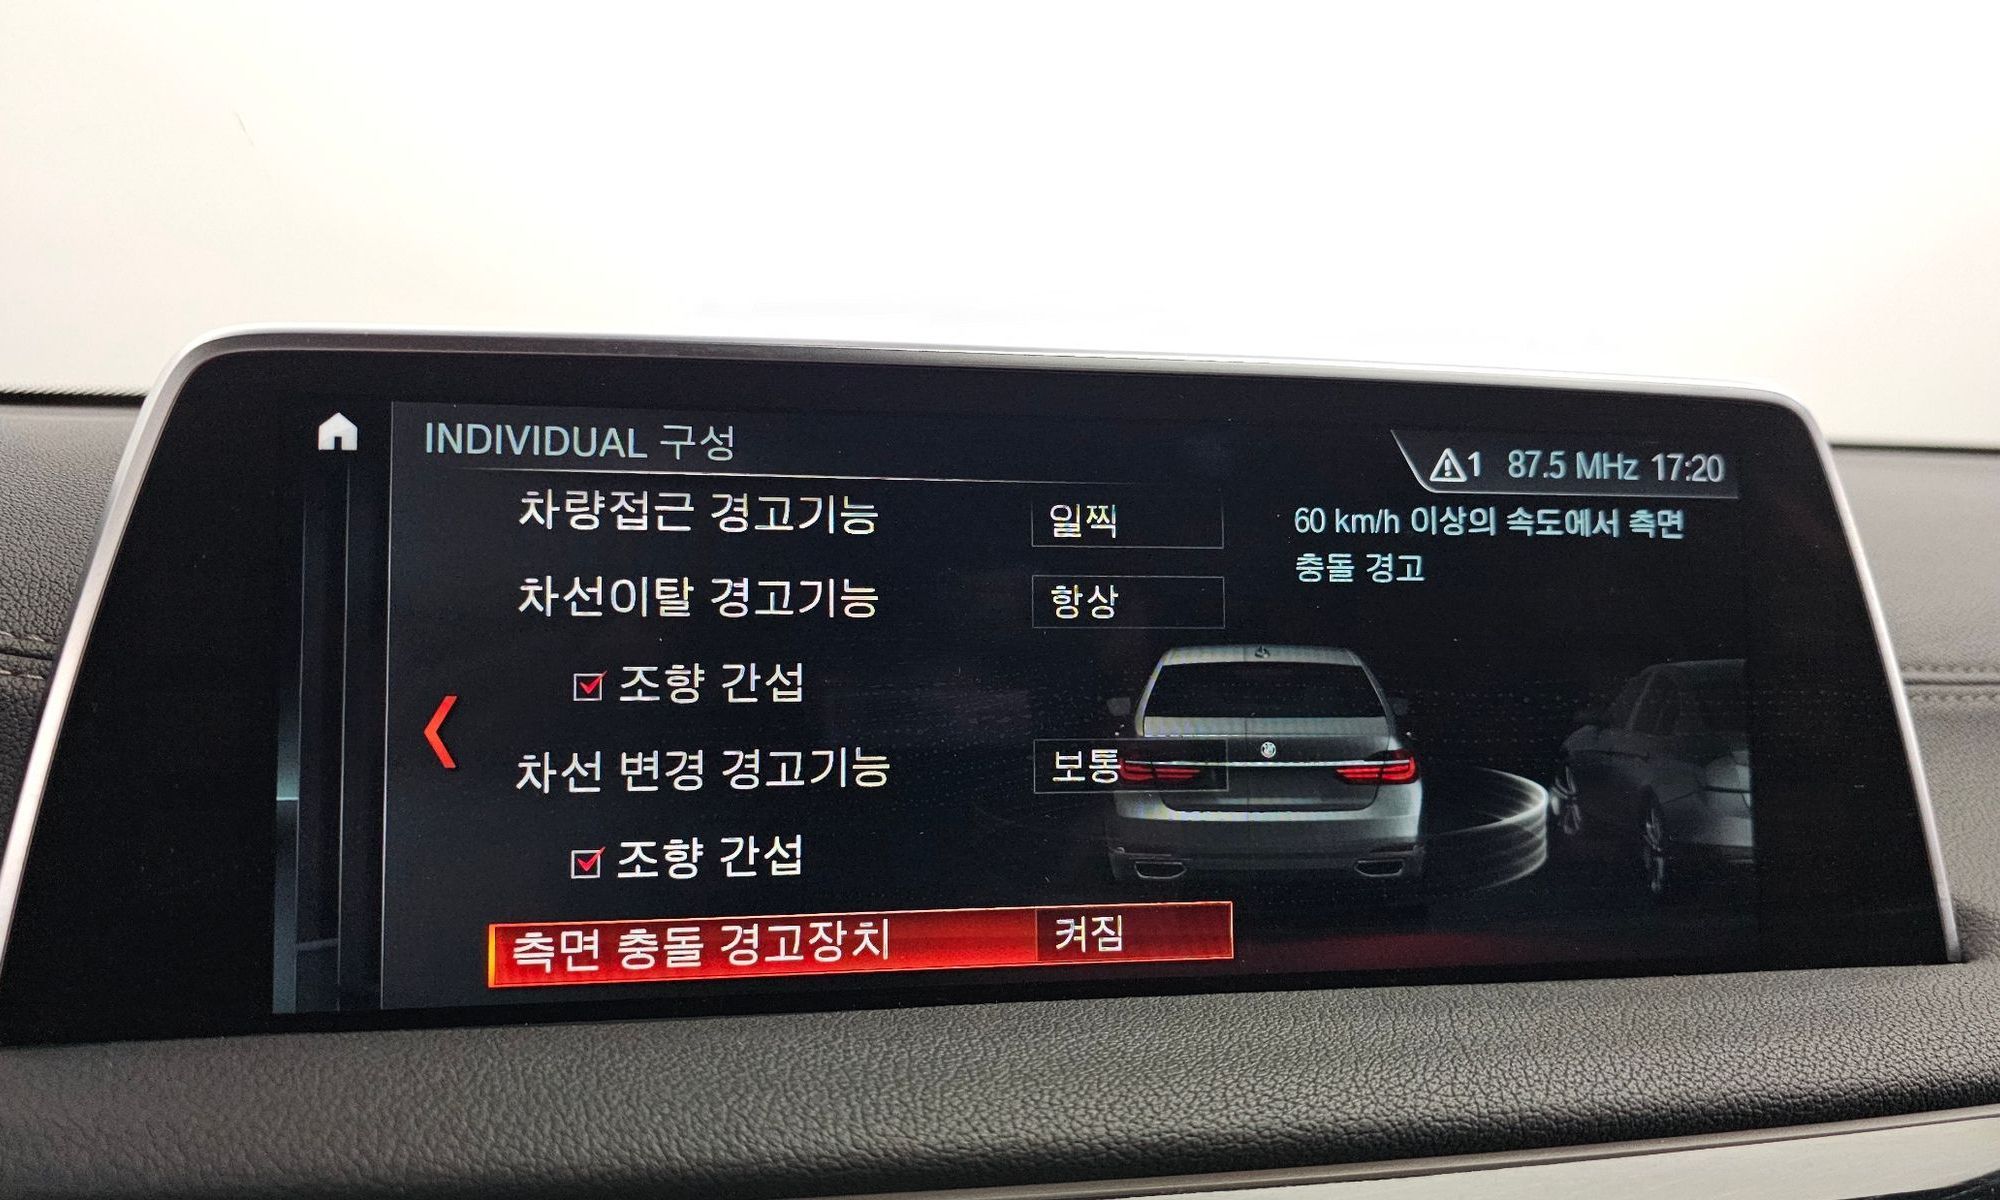 INDIVIDUAL 구성
1 87.5 MHz 17:20
차량접근 경고기능 일찍
60 km/h 이상의 속도에서 측면
충돌 경고
차선이탈 경고기능 항상
조향 간섭
차선 변경 경고기능 보통
조향 간섭
측면 충돌 경고장치 켜짐